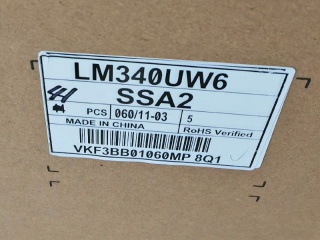 LM340UW6
SSA2
PCS 060/11-03 5
MADE IN CHINA RoHS Verified
VKF3BB01060MP 8Q1